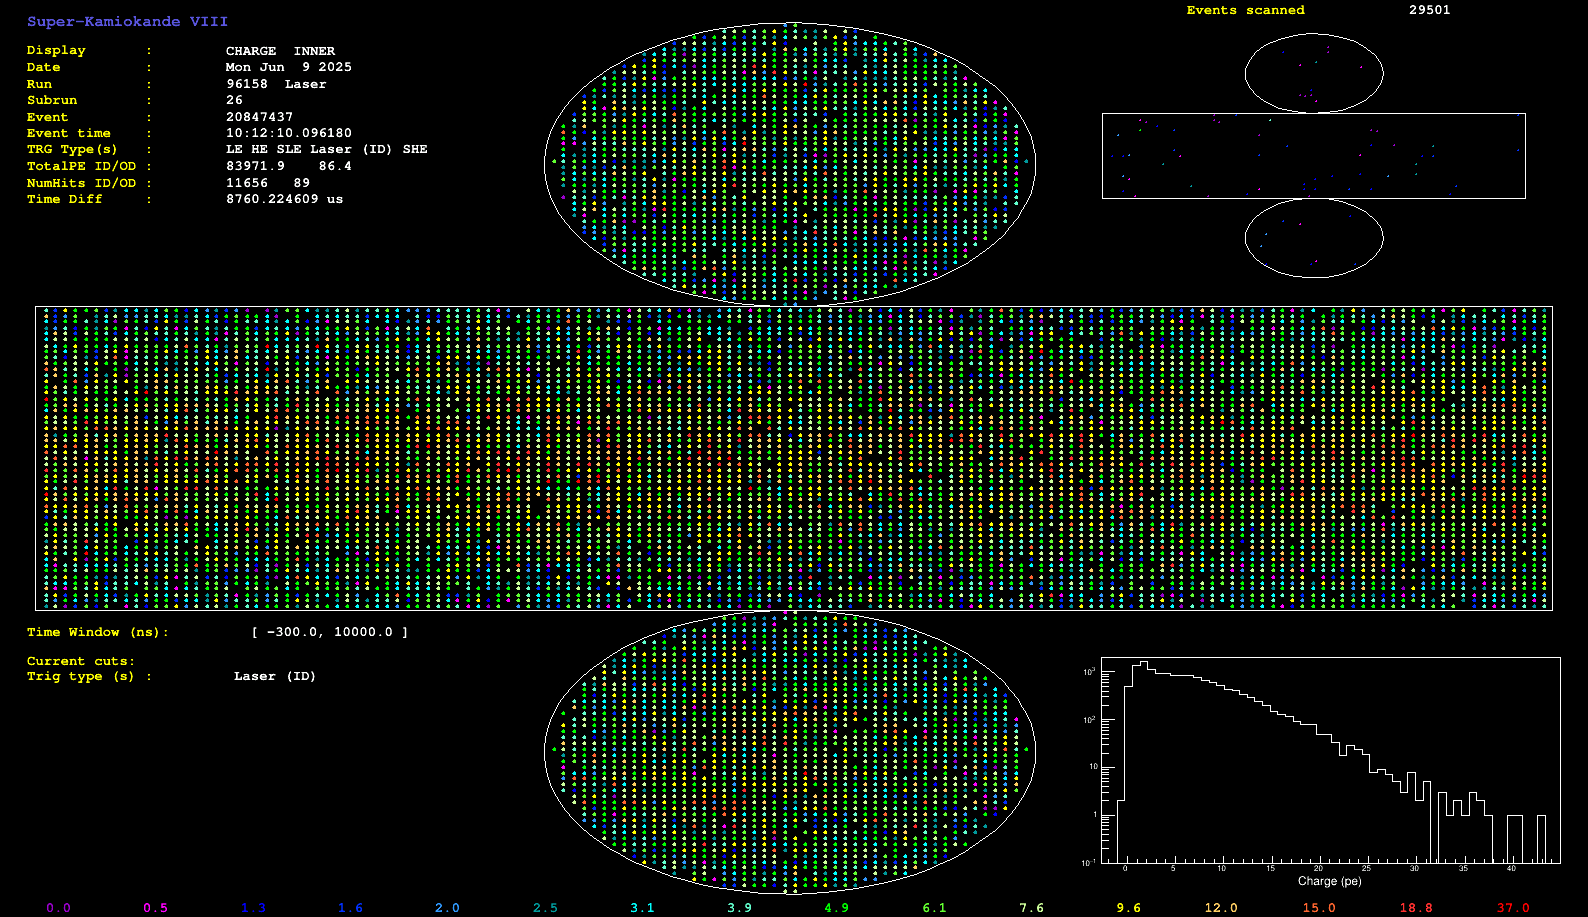 Super-Kamiokande VIII
Events scanned 29501
Display : CHARGE INNER
Date : Mon Jun 9 2025
Run : 96158 Laser
Subrun : 26
Event : 20847437
Event time : 10:12:10.096180
TRG Type(s) : LE HE SLE Laser (ID) SHE
TotalPE ID/OD : 83971.9 86.4
NumHits ID/OD : 11656 89
Time Diff : 8760.224609 us
Time Window (ns): [ -300.0, 10000.0 ]
Current cuts:
Trig type (s) : Laser (ID)
10³
10²
10
1
10⁻¹
0 5 10 15 20 25 30 35 40
Charge (pe)
0.0 0.5 1.3 1.6 2.0 2.5 3.1 3.9 4.9 6.1 7.6 9.6 12.0 15.0 18.8 37.0